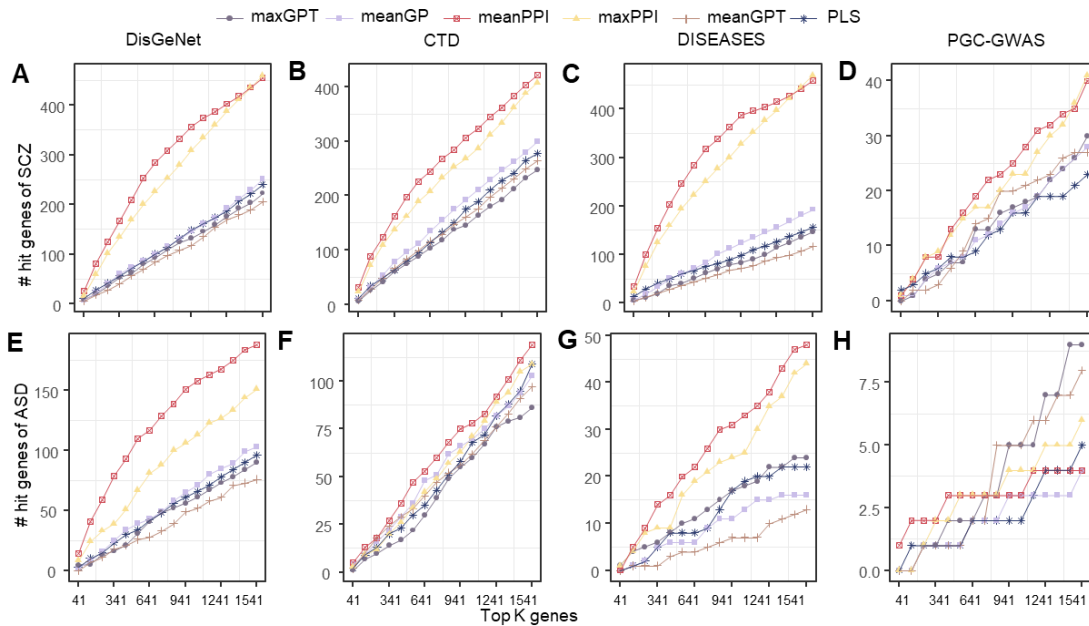 maxGPT meanGP meanPPI maxPPI meanGPT PLS
DisGeNet CTD DISEASES PGC-GWAS
A B C D
# hit genes of SCZ
400 300 200 100 0
400 300 200 100 0
400 300 200 100 0
40 30 20 10 0
E F G H
# hit genes of ASD
150 100 50 0
100 75 50 25 0
50 40 30 20 10 0
7.5 5.0 2.5 0.0
41 341 641 941 1241 1541 41 341 641 941 1241 1541 41 341 641 941 1241 1541 41 341 641 941 1241 1541
Top K genes